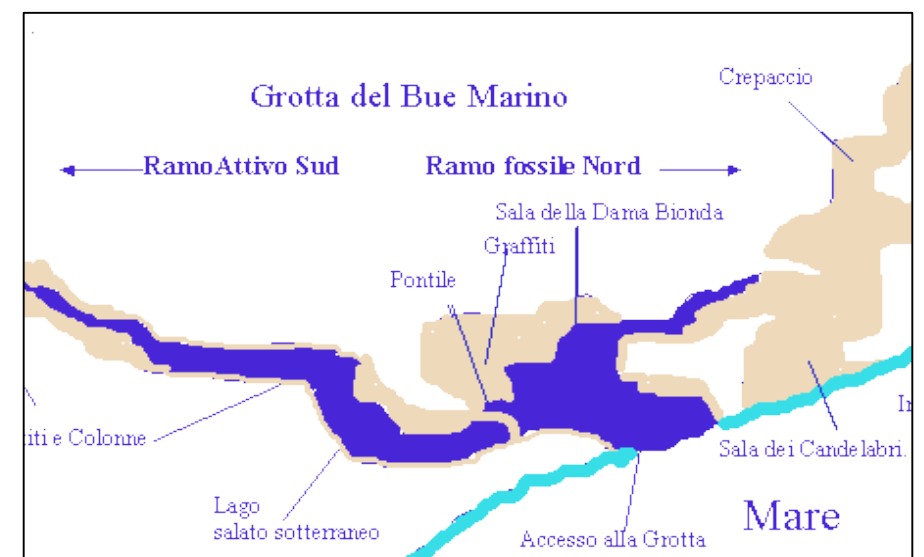 Crepaccio
Grotta del Bue Marino
RamoAttivo Sud
Ramo fossile Nord
Sala della Dama Bionda
Graffiti
Pontile
iti e Colonne
Sala dei Candelabri.
Lago
salato sotterraneo
Mare
Accesso alla Grotta